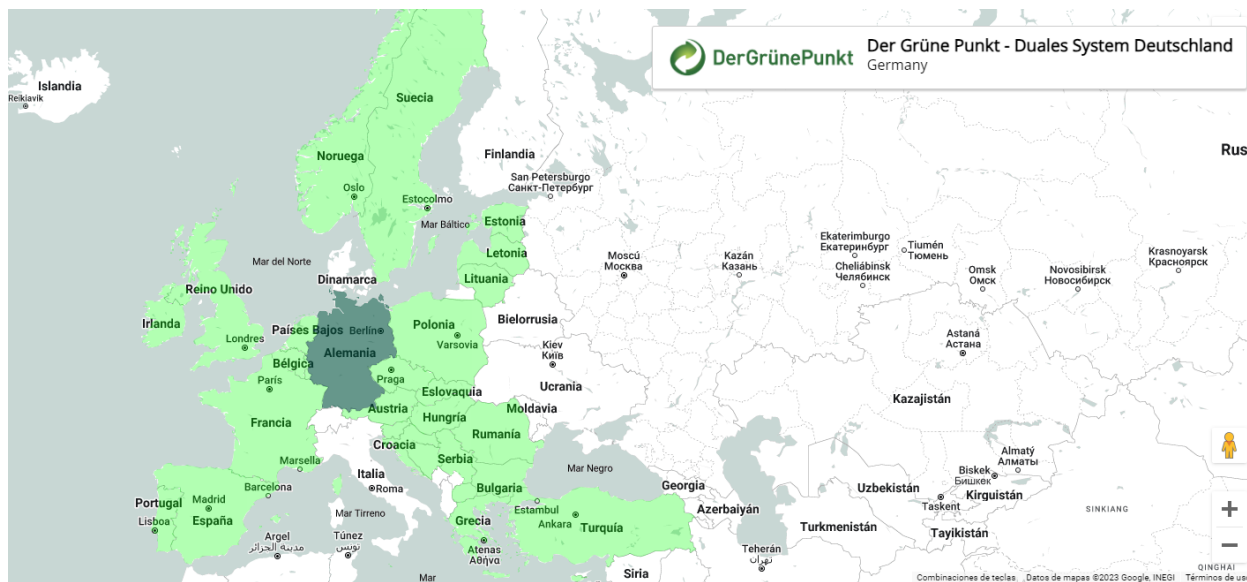 DerGrünePunkt
Der Grüne Punkt - Duales System Deutschland
Germany
Islandia
Reikiavik
Suecia
Noruega
Finlandia
Rus
San Petersburgo
Санкт-Петербург
Oslo
Estocolmo
Mar Báltico
Estonia
Letonia
Lituania
Mar del Norte
Dinamarca
Moscú
Москва
Kazán
Казань
Ekaterimburgo
Екатеринбург
Tiumén
Тюмень
Cheliábinsk
Челябинск
Omsk
Омск
Novosibirsk
Новосибирск
Krasnoyarsk
Красноярск
Reino Unido
Irlanda
Londres
Países Bajos
Berlín
Alemania
Polonia
Varsovia
Bielorrusia
Bélgica
París
Praga
Kiev
Київ
Ucrania
Astaná
Астана
Eslovaquia
Austria
Hungría
Moldavia
Kazajistán
Francia
Rumanía
Croacia
Serbia
Marsella
Italia
Roma
Mar Negro
Almatý
Алматы
Biskek
Бишкек
Kirguistán
Georgia
Uzbekistán
Barcelona
Bulgaria
Portugal
Madrid
España
Lisboa
Mar Tirreno
Estambul
Ankara
Turquía
Grecia
Atenas
Αθήνα
Azerbaiyán
Taskent
SINKIANG
Turkmenistán
Tayikistán
Argel
مدينة الجزائر
Túnez
تونس
Teherán
تهران
Siria
Mar
QINGHAI
Combinaciones de teclas
Datos de mapas ©2023 Google, INEGI
Términos de us